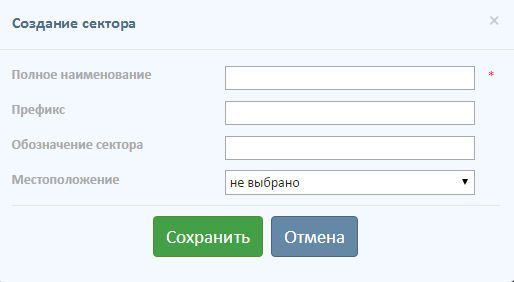 Создание сектора ×
Полное наименование *
Префикс
Обозначение сектора
Местоположение не выбрано
Сохранить Отмена